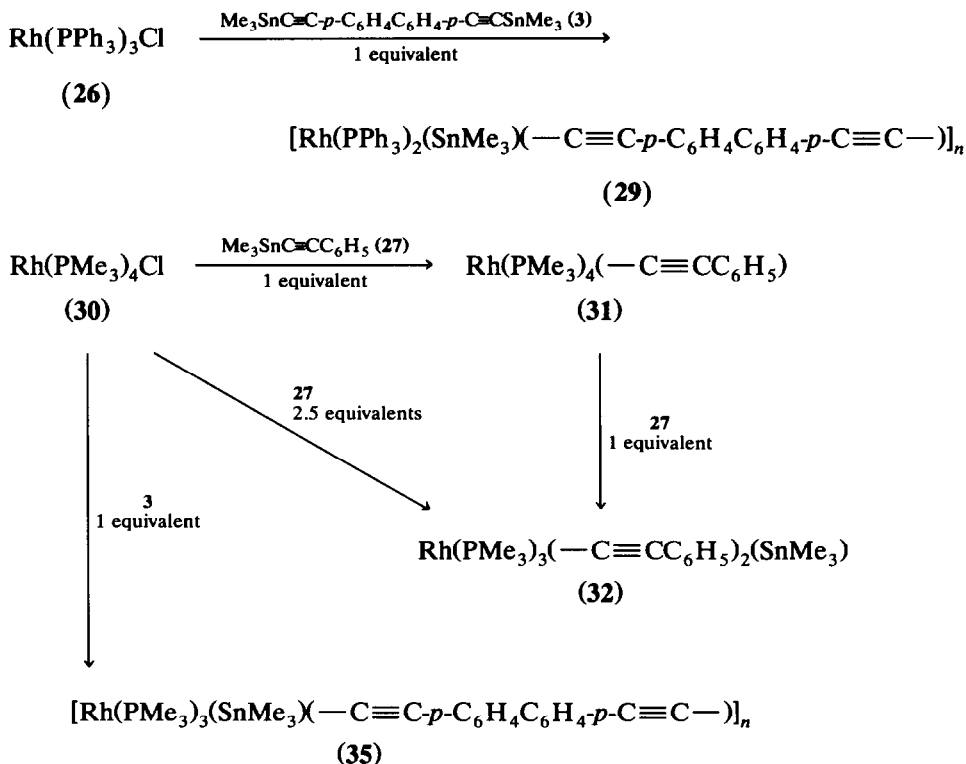 Me₃SnC≡C-p-C₆H₄C₆H₄-p-C≡CSnMe₃ (3)
Rh(PPh₃)₃Cl
1 equivalent
(26)
[Rh(PPh₃)₂(SnMe₃)(—C≡C-p-C₆H₄C₆H₄-p-C≡C—)]ₙ
(29)
Me₃SnC≡CC₆H₅ (27)
Rh(PMe₃)₄Cl
1 equivalent
Rh(PMe₃)₄(—C≡CC₆H₅)
(30)
(31)
27
2.5 equivalents
27
1 equivalent
3
1 equivalent
Rh(PMe₃)₃(—C≡CC₆H₅)₂(SnMe₃)
(32)
[Rh(PMe₃)₃(SnMe₃)(—C≡C-p-C₆H₄C₆H₄-p-C≡C—)]ₙ
(35)